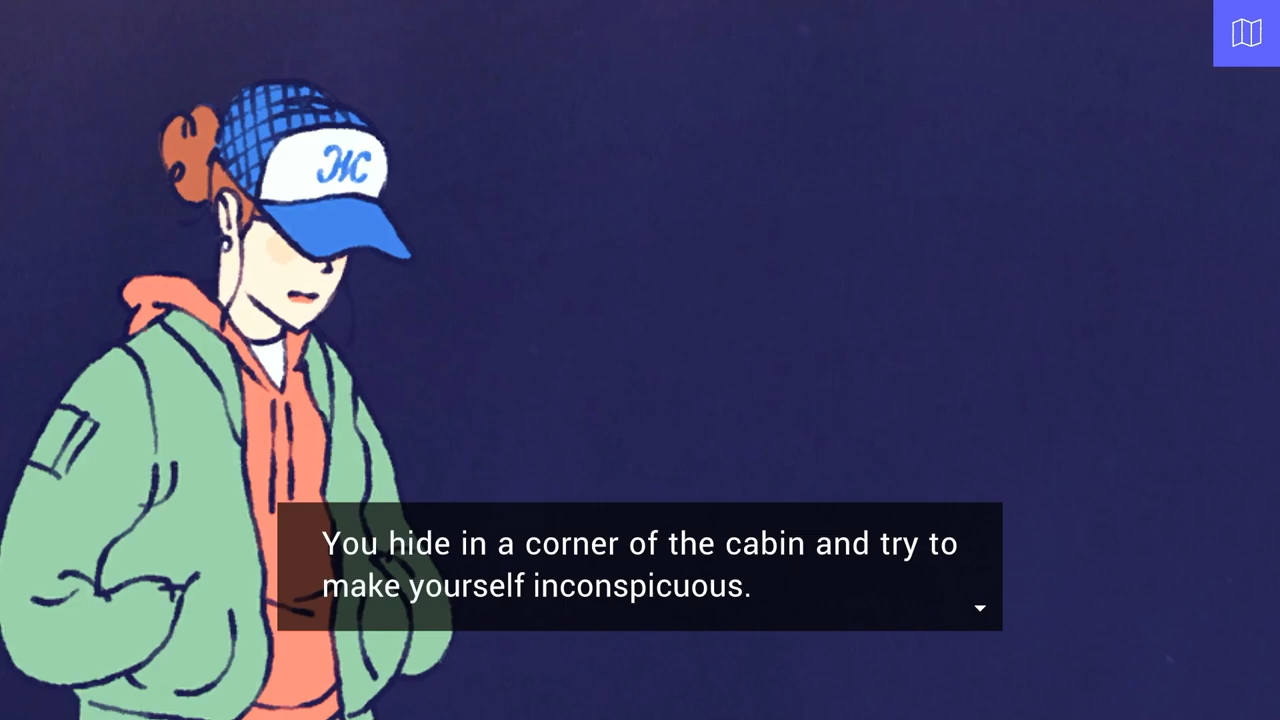 HC
You hide in a corner of the cabin and try to
make yourself inconspicuous.